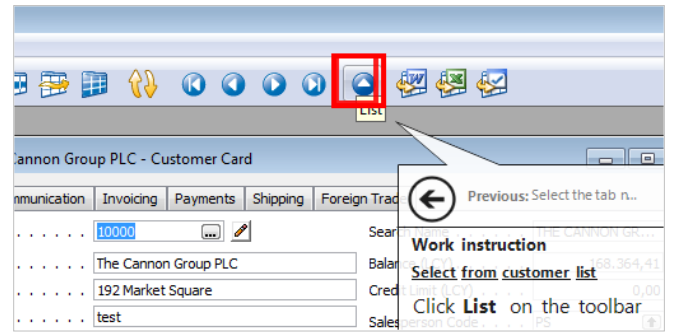 List
Cannon Group PLC - Customer Card
mmunication Invoicing Payments Shipping Foreign Trad
10000 ... Search Name THE CANNON GR...
The Cannon Group PLC Balance (LCY) 168.364,41
192 Market Square Credit Limit (LCY) 0,00
test Salesperson Code PS
Previous: Select the tab n...
Work instruction
Select from customer list
Click List on the toolbar